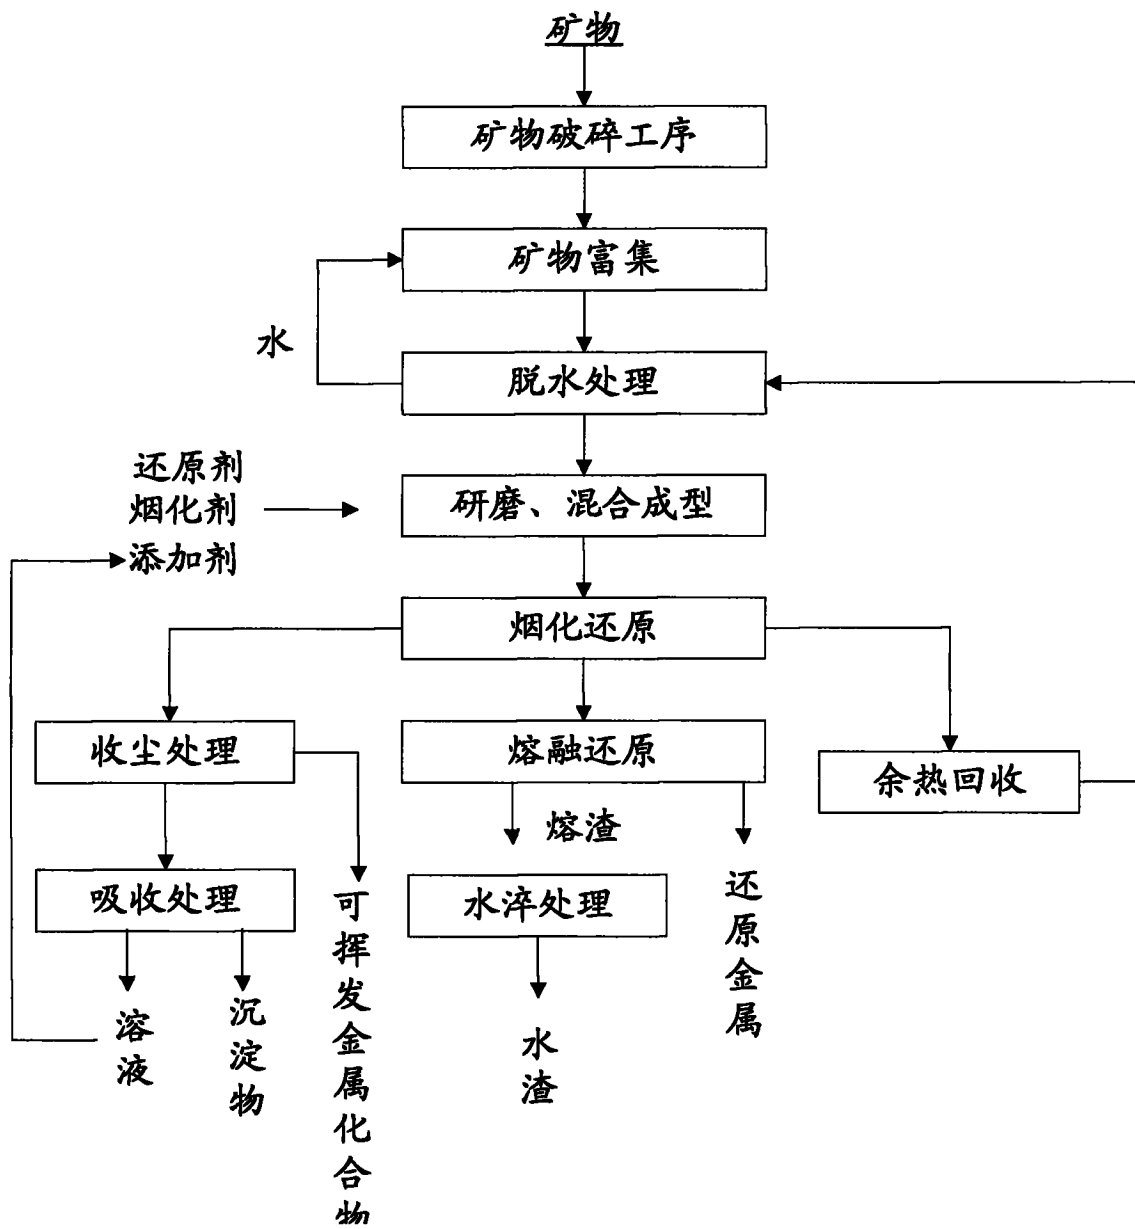 矿物
矿物破碎工序
矿物富集
水
脱水处理
还原剂
烟化剂
添加剂
研磨、混合成型
烟化还原
收尘处理
熔融还原
余热回收
熔渣
吸收处理
水淬处理
还原金属
可挥发金属化合物
溶液
沉淀物
水渣